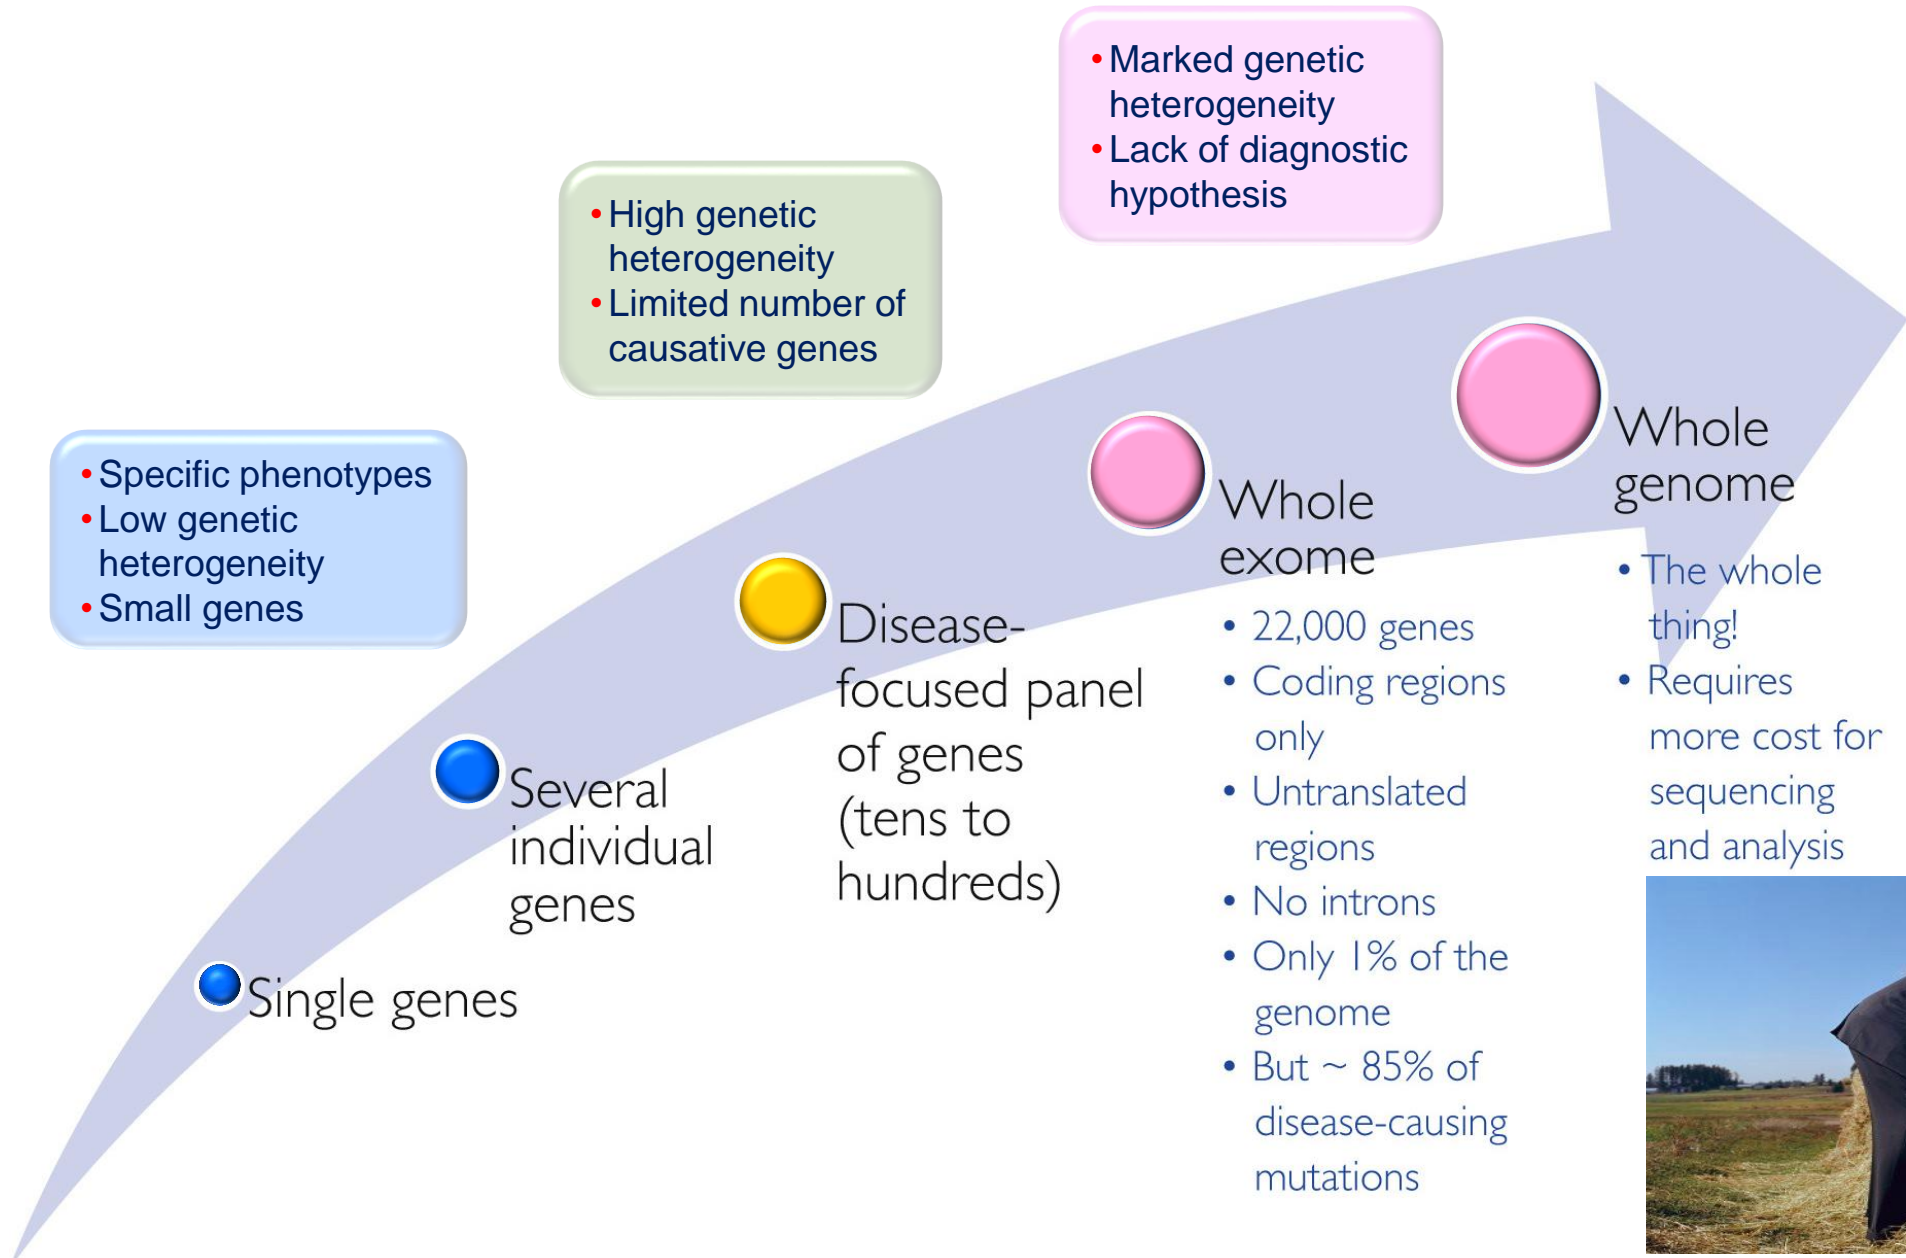 • Marked genetic
heterogeneity
• Lack of diagnostic
hypothesis
• High genetic
heterogeneity
• Limited number of
causative genes
• Specific phenotypes
• Low genetic
heterogeneity
• Small genes
Single genes
Several
individual
genes
Disease-
focused panel
of genes
(tens to
hundreds)
Whole
exome
• 22,000 genes
• Coding regions
only
• Untranslated
regions
• No introns
• Only 1% of the
genome
• But ~ 85% of
disease-causing
mutations
Whole
genome
• The whole
thing!
• Requires
more cost for
sequencing
and analysis